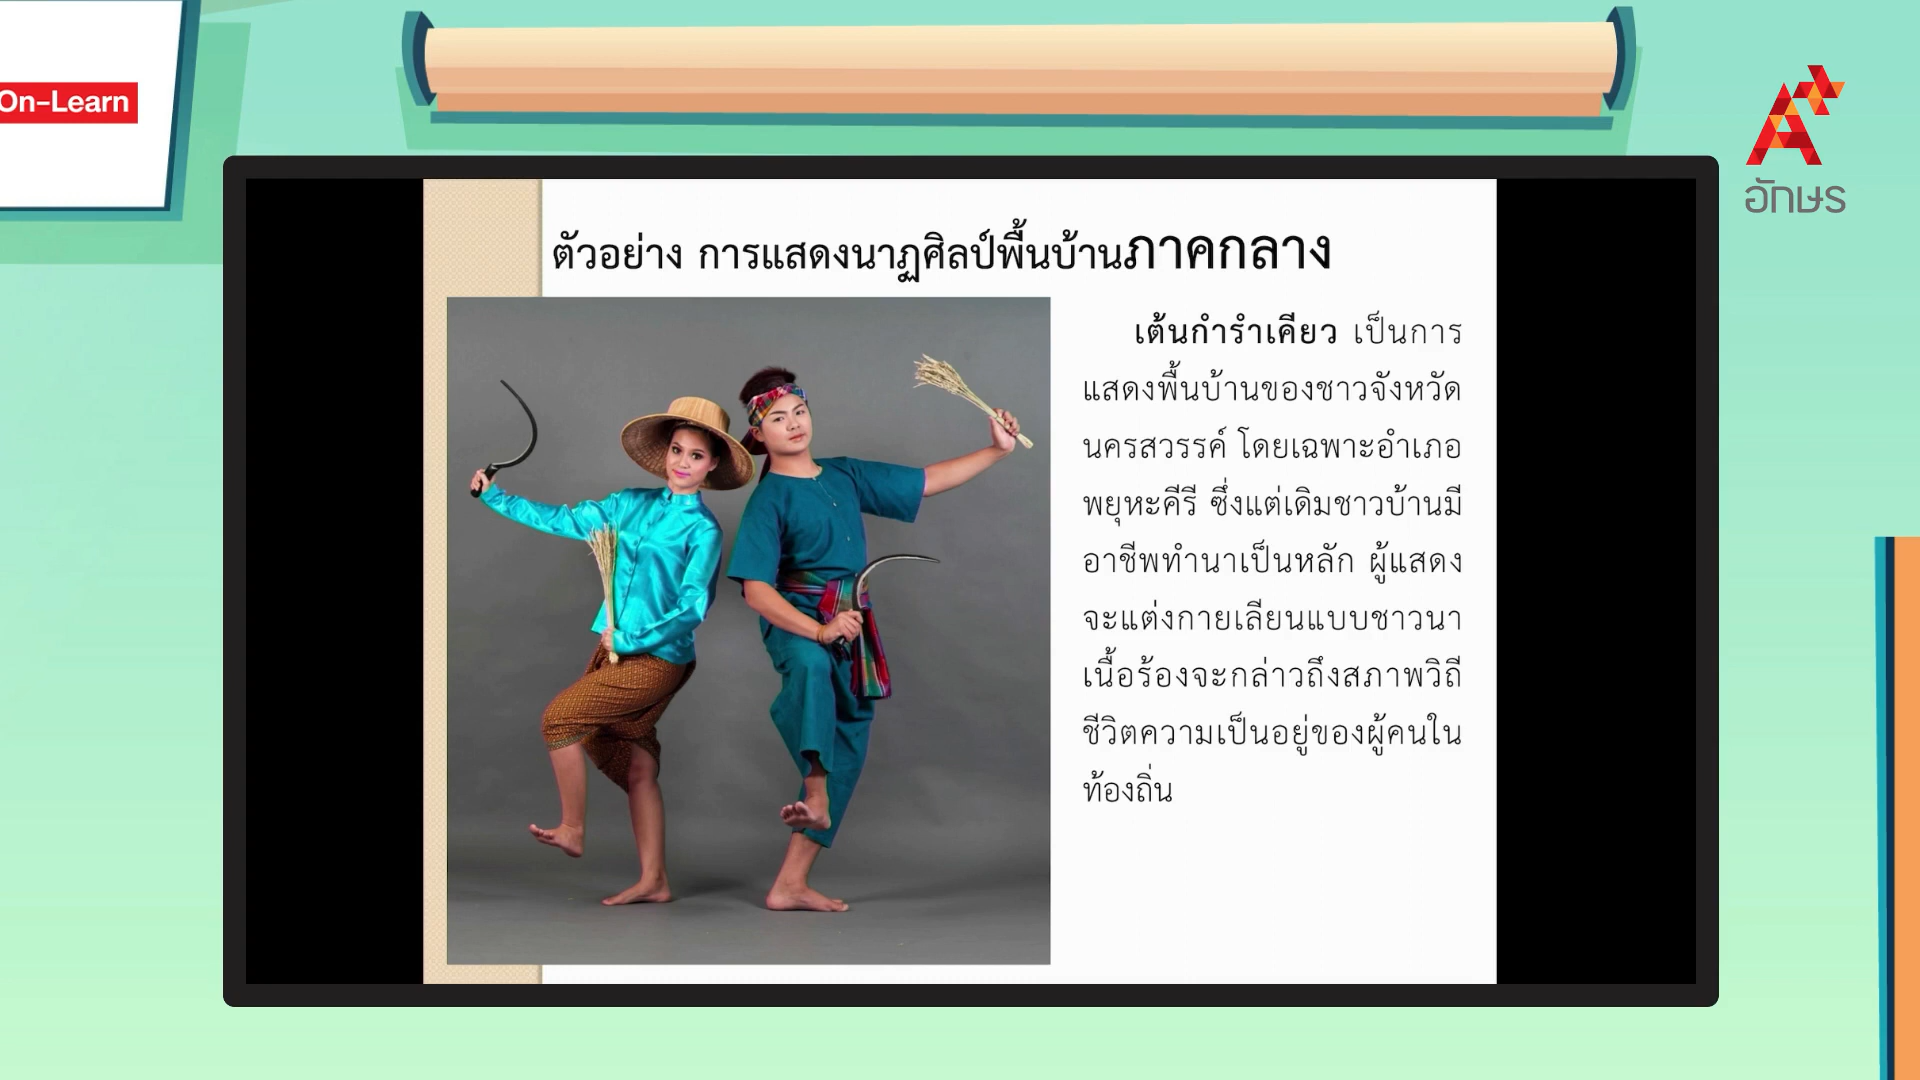 On-Learn
อักษร
ตัวอย่าง การแสดงนาฏศิลป์พื้นบ้านภาคกลาง
เต้นกำรำเคียว เป็นการ
แสดงพื้นบ้านของชาวจังหวัด
นครสวรรค์ โดยเฉพาะอำเภอ
พยุหะคีรี ซึ่งแต่เดิมชาวบ้านมี
อาชีพทำนาเป็นหลัก ผู้แสดง
จะแต่งกายเลียนแบบชาวนา
เนื้อร้องจะกล่าวถึงสภาพวิถี
ชีวิตความเป็นอยู่ของผู้คนใน
ท้องถิ่น